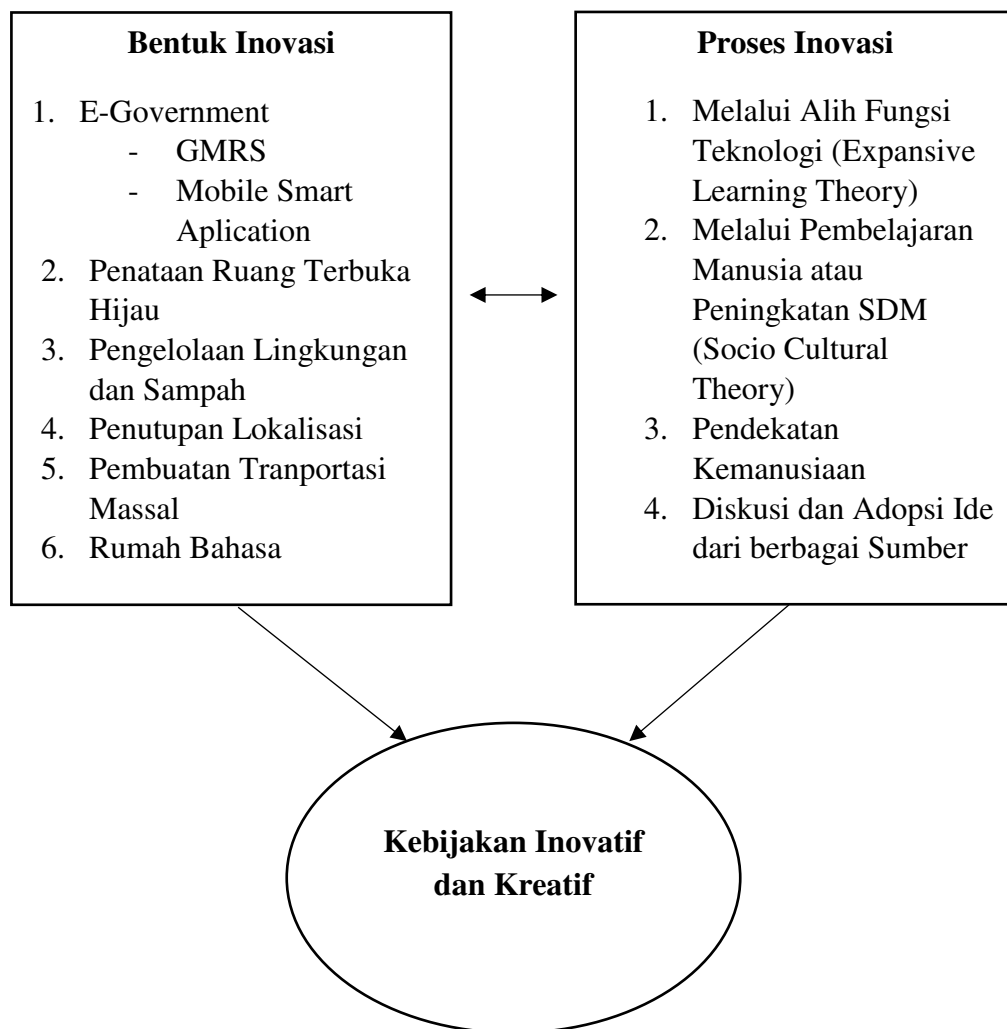 Bentuk Inovasi
1. E-Government
- GMRS
- Mobile Smart
Aplication
2. Penataan Ruang Terbuka
Hijau
3. Pengelolaan Lingkungan
dan Sampah
4. Penutupan Lokalisasi
5. Pembuatan Tranportasi
Massal
6. Rumah Bahasa
Proses Inovasi
1. Melalui Alih Fungsi
Teknologi (Expansive
Learning Theory)
2. Melalui Pembelajaran
Manusia atau
Peningkatan SDM
(Socio Cultural
Theory)
3. Pendekatan
Kemanusiaan
4. Diskusi dan Adopsi Ide
dari berbagai Sumber
Kebijakan Inovatif
dan Kreatif